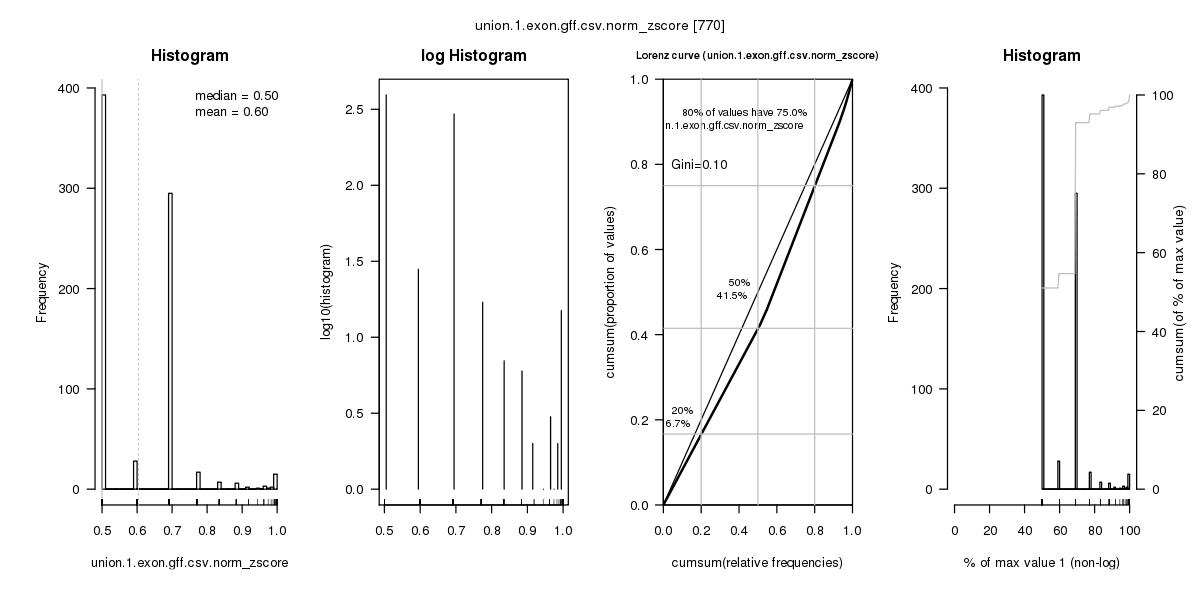 union.1.exon.gff.csv.norm_zscore [770]
Histogram
median = 0.50
mean = 0.60
Frequency
400
300
200
100
0
0.5 0.6 0.7 0.8 0.9 1.0
union.1.exon.gff.csv.norm_zscore
log Histogram
log10(histogram)
2.5
2.0
1.5
1.0
0.5
0.0
0.5 0.6 0.7 0.8 0.9 1.0
Lorenz curve (union.1.exon.gff.csv.norm_zscore)
80% of values have 75.0%
n.1.exon.gff.csv.norm_zscore
Gini=0.10
50%
41.5%
20%
6.7%
cumsum(proportion of values)
1.0
0.8
0.6
0.4
0.2
0.0
0.0 0.2 0.4 0.6 0.8 1.0
cumsum(relative frequencies)
Histogram
Frequency
400
300
200
100
0
0 20 40 60 80 100
% of max value 1 (non-log)
100
80
60
40
20
0
cumsum(of % of max value)